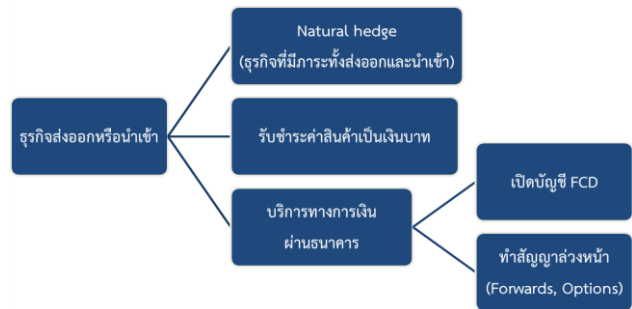 Natural hedge
(ธุรกิจที่มีภาระทั้งส่งออกและนำเข้า)
ธุรกิจส่งออกหรือนำเข้า
รับชำระค่าสินค้าเป็นเงินบาท
บริการทางการเงิน
ผ่านธนาคาร
เปิดบัญชี FCD
ทำสัญญาล่วงหน้า
(Forwards, Options)